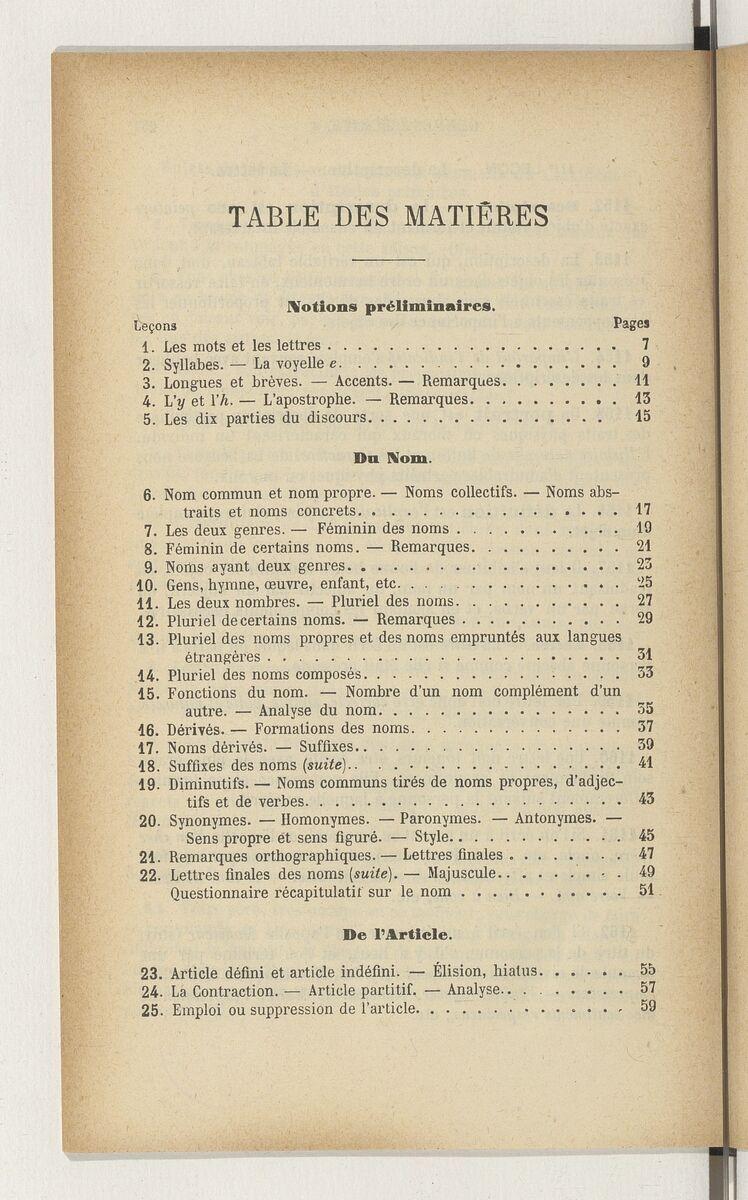 TABLE DES MATIÈRES
Notions préliminaires.
Leçons Pages
1. Les mots et les lettres . . . . . . . . . . . . . . . . . . . 7
2. Syllabes. — La voyelle e. . . . . . . . . . . . . . . . . . . 9
3. Longues et brèves. — Accents. — Remarques. . . . . . . . 11
4. L'y et l'h. — L'apostrophe. — Remarques. . . . . . . . . . 13
5. Les dix parties du discours. . . . . . . . . . . . . . . . 15
Du Nom.
6. Nom commun et nom propre. — Noms collectifs. — Noms abs-
traits et noms concrets. . . . . . . . . . . . . . . . . 17
7. Les deux genres. — Féminin des noms . . . . . . . . . . . 19
8. Féminin de certains noms. — Remarques. . . . . . . . . . 21
9. Noms ayant deux genres. . . . . . . . . . . . . . . . . . 23
10. Gens, hymne, œuvre, enfant, etc. . . . . . . . . . . . . . . 25
11. Les deux nombres. — Pluriel des noms. . . . . . . . . . . 27
12. Pluriel de certains noms. — Remarques . . . . . . . . . . . 29
13. Pluriel des noms propres et des noms empruntés aux langues
étrangères . . . . . . . . . . . . . . . . . . . . . . . 31
14. Pluriel des noms composés. . . . . . . . . . . . . . . . . 33
15. Fonctions du nom. — Nombre d'un nom complément d'un
autre. — Analyse du nom. . . . . . . . . . . . . . . . 35
16. Dérivés. — Formations des noms. . . . . . . . . . . . . . 37
17. Noms dérivés. — Suffixes.. . . . . . . . . . . . . . . . . 39
18. Suffixes des noms (suite).. . . . . . . . . . . . . . . . . 41
19. Diminutifs. — Noms communs tirés de noms propres, d'adjec-
tifs et de verbes. . . . . . . . . . . . . . . . . . . . . 43
20. Synonymes. — Homonymes. — Paronymes. — Antonymes. —
Sens propre et sens figuré. — Style.. . . . . . . . . . . 45
21. Remarques orthographiques. — Lettres finales . . . . . . . . 47
22. Lettres finales des noms (suite). — Majuscule.. . . . . . . . 49
Questionnaire récapitulatif sur le nom . . . . . . . . . . . 51
De l'Article.
23. Article défini et article indéfini. — Élision, hiatus. . . . . . 55
24. La Contraction. — Article partitif. — Analyse.. . . . . . . . 57
25. Emploi ou suppression de l'article. . . . . . . . . . . . . . 59